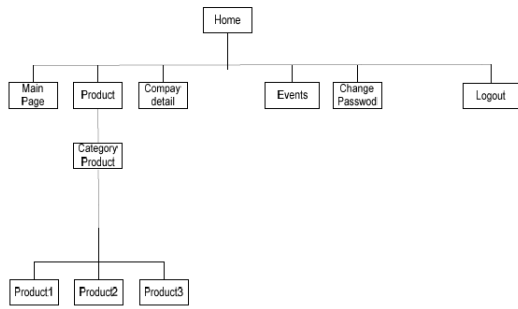 Home
Main
Page
Product
Compay
detail
Events
Change
Passwod
Logout
Category
Product
Product1
Product2
Product3